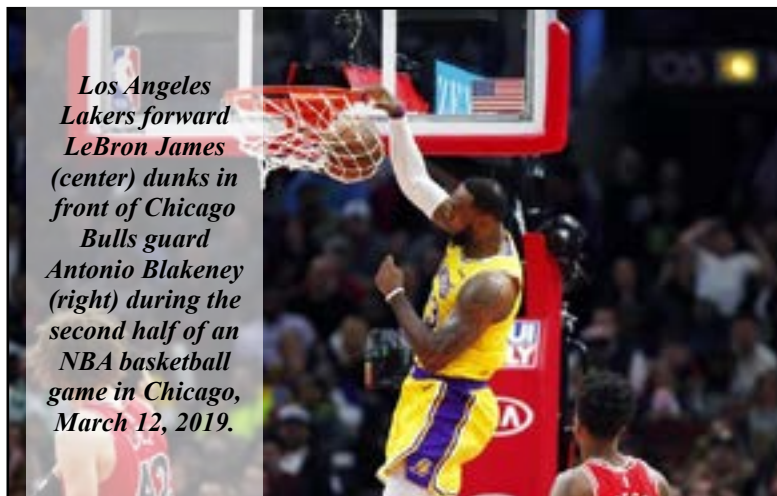 Los Angeles
Lakers forward
LeBron James
(center) dunks in
front of Chicago
Bulls guard
Antonio Blakeney
(right) during the
second half of an
NBA basketball
game in Chicago,
March 12, 2019.